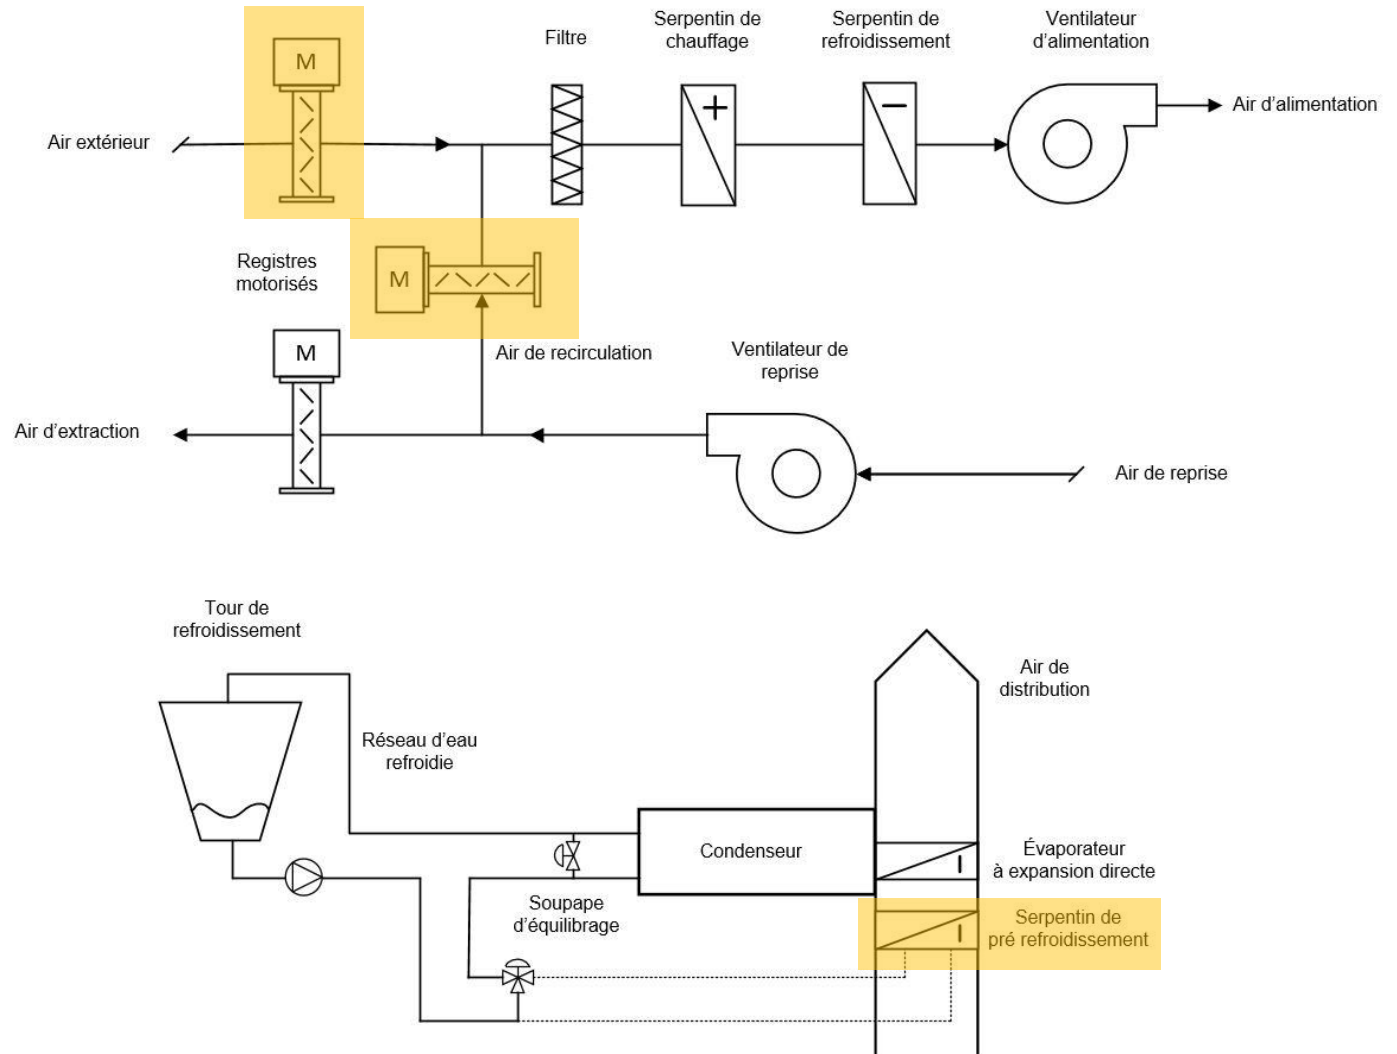 Serpentin de
chauffage
Serpentin de
refroidissement
Ventilateur
d'alimentation
Filtre
M
Air d'alimentation
Air extérieur
Registres
motorisés
M
M
Air de recirculation
Ventilateur de
reprise
Air d'extraction
Air de reprise
Tour de
refroidissement
Air de
distribution
Réseau d'eau
refroidie
Condenseur
Évaporateur
à expansion directe
Soupape
d'équilibrage
Serpentin de
pré refroidissement